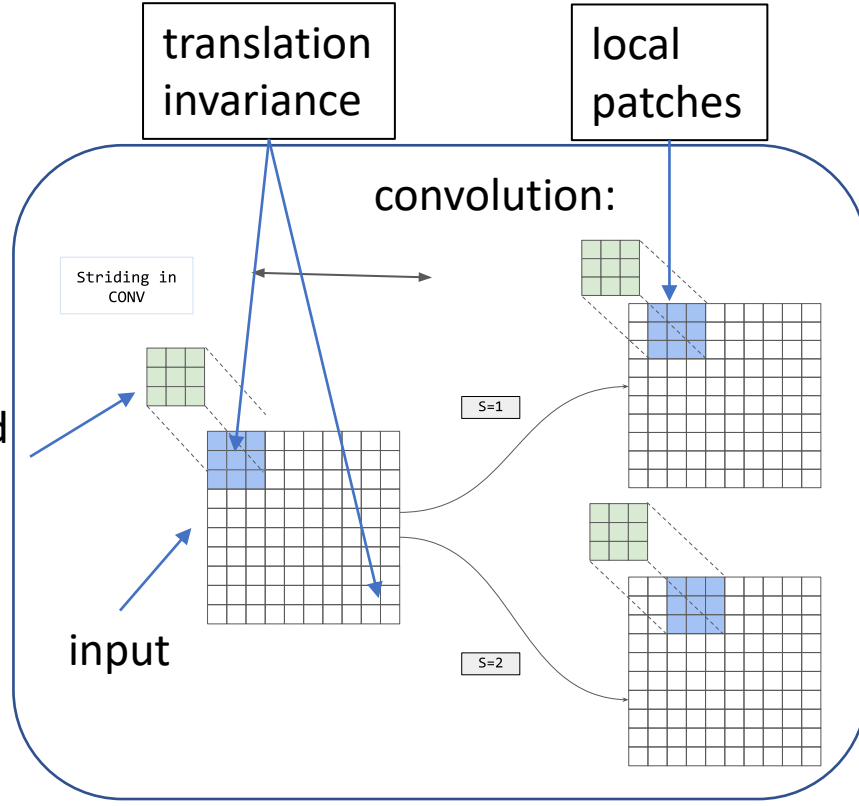 translation
invariance
local
patches
convolution:
Striding in
CONV
S=1
input
S=2